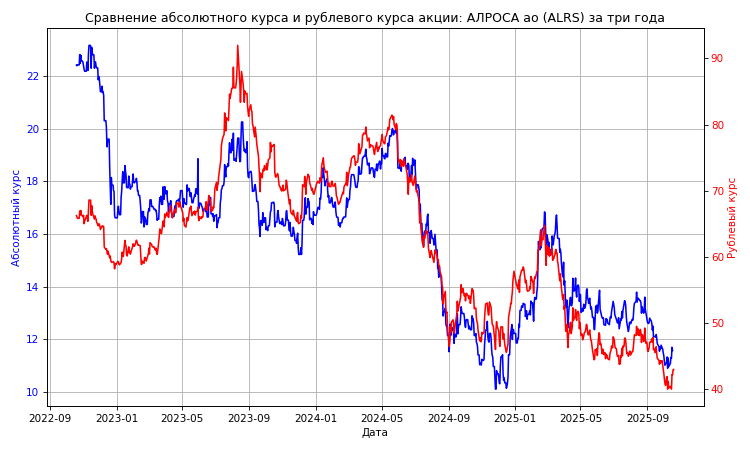 Сравнение абсолютного курса и рублевого курса акции: АЛРОСА ао (ALRS) за три года
Абсолютный курс
22
20
18
16
14
12
10
90
80
70
60
50
40
Рублевый курс
2022-09 2023-01 2023-05 2023-09 2024-01 2024-05 2024-09 2025-01 2025-05 2025-09
Дата